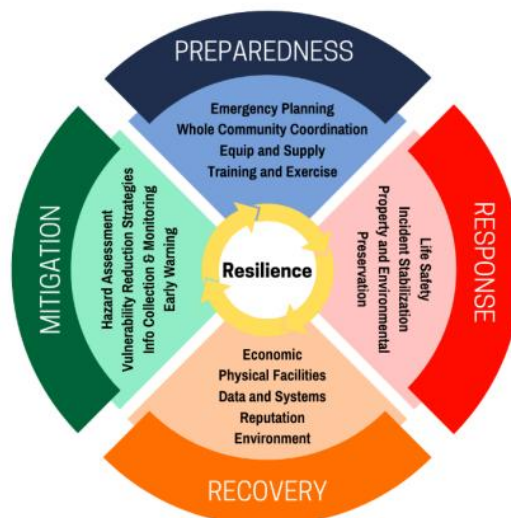 PREPAREDNESS
Emergency Planning
Whole Community Coordination
Equip and Supply
Training and Exercise
RESPONSE
Life Safety
Incident Stabilization
Property and Environmental
Preservation
Resilience
MITIGATION
Hazard Assessment
Vulnerability Reduction Strategies
Info Collection & Monitoring
Early Warning
Economic
Physical Facilities
Data and Systems
Reputation
Environment
RECOVERY